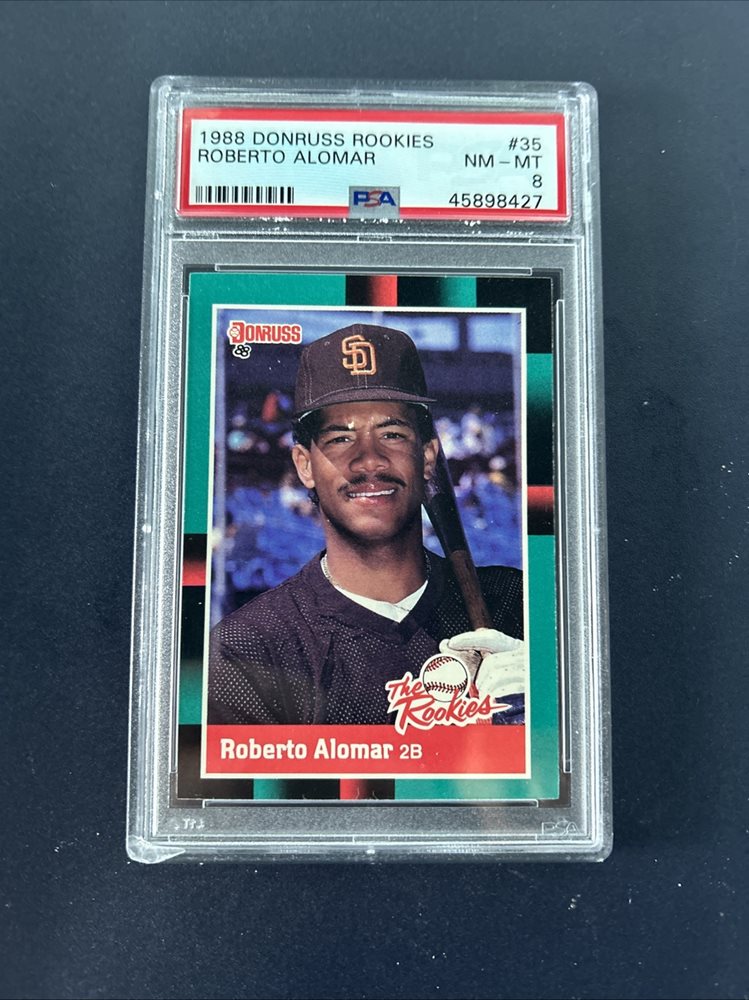 1988 DONRUSS ROOKIES #35
ROBERTO ALOMAR NM-MT
8
PSA 45898427
DONRUSS
88
SD
The
Rookies
Roberto Alomar 2B
PSA